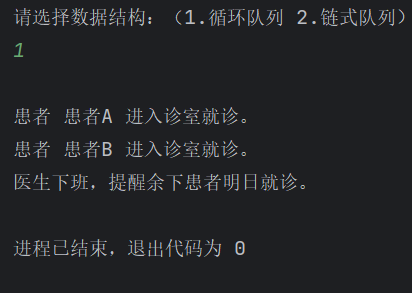 请选择数据结构：（1.循环队列 2.链式队列）
1
患者 患者A 进入诊室就诊。
患者 患者B 进入诊室就诊。
医生下班，提醒余下患者明日就诊。
进程已结束，退出代码为 0